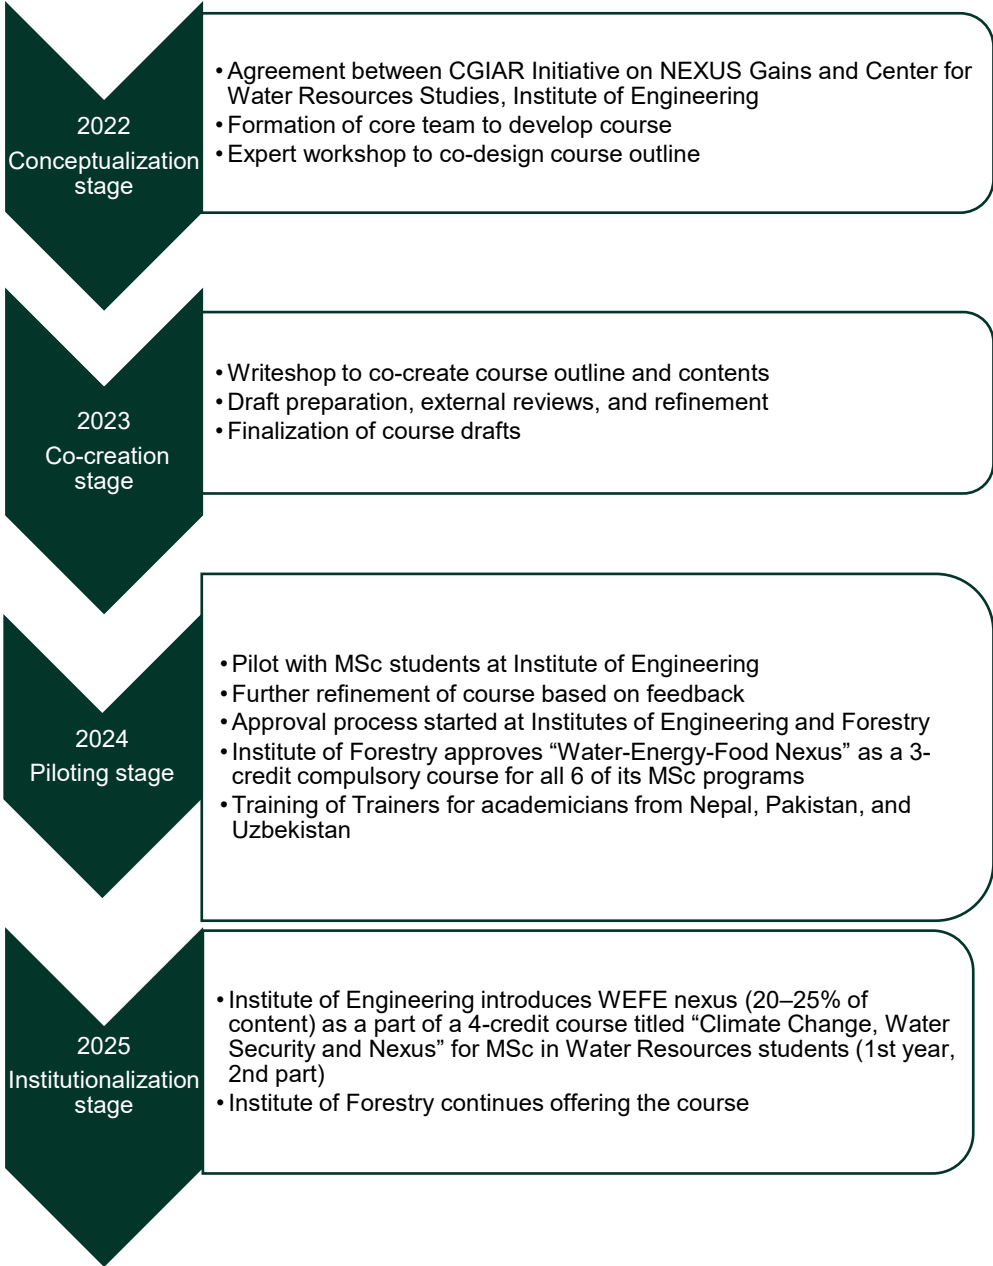 2022
Conceptualization
stage
• Agreement between CGIAR Initiative on NEXUS Gains and Center for
Water Resources Studies, Institute of Engineering
• Formation of core team to develop course
• Expert workshop to co-design course outline
2023
Co-creation
stage
• Writeshop to co-create course outline and contents
• Draft preparation, external reviews, and refinement
• Finalization of course drafts
2024
Piloting stage
• Pilot with MSc students at Institute of Engineering
• Further refinement of course based on feedback
• Approval process started at Institutes of Engineering and Forestry
• Institute of Forestry approves “Water-Energy-Food Nexus” as a 3-
credit compulsory course for all 6 of its MSc programs
• Training of Trainers for academicians from Nepal, Pakistan, and
Uzbekistan
2025
Institutionalization
stage
• Institute of Engineering introduces WEFE nexus (20–25% of
content) as a part of a 4-credit course titled “Climate Change, Water
Security and Nexus” for MSc in Water Resources students (1st year,
2nd part)
• Institute of Forestry continues offering the course